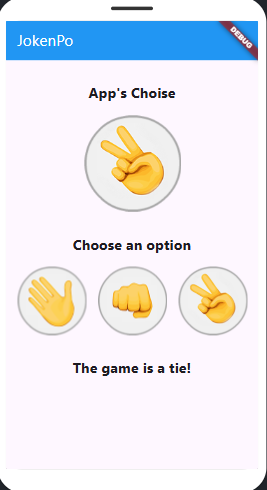 JokenPo
DEBUG
App's Choise
Choose an option
The game is a tie!